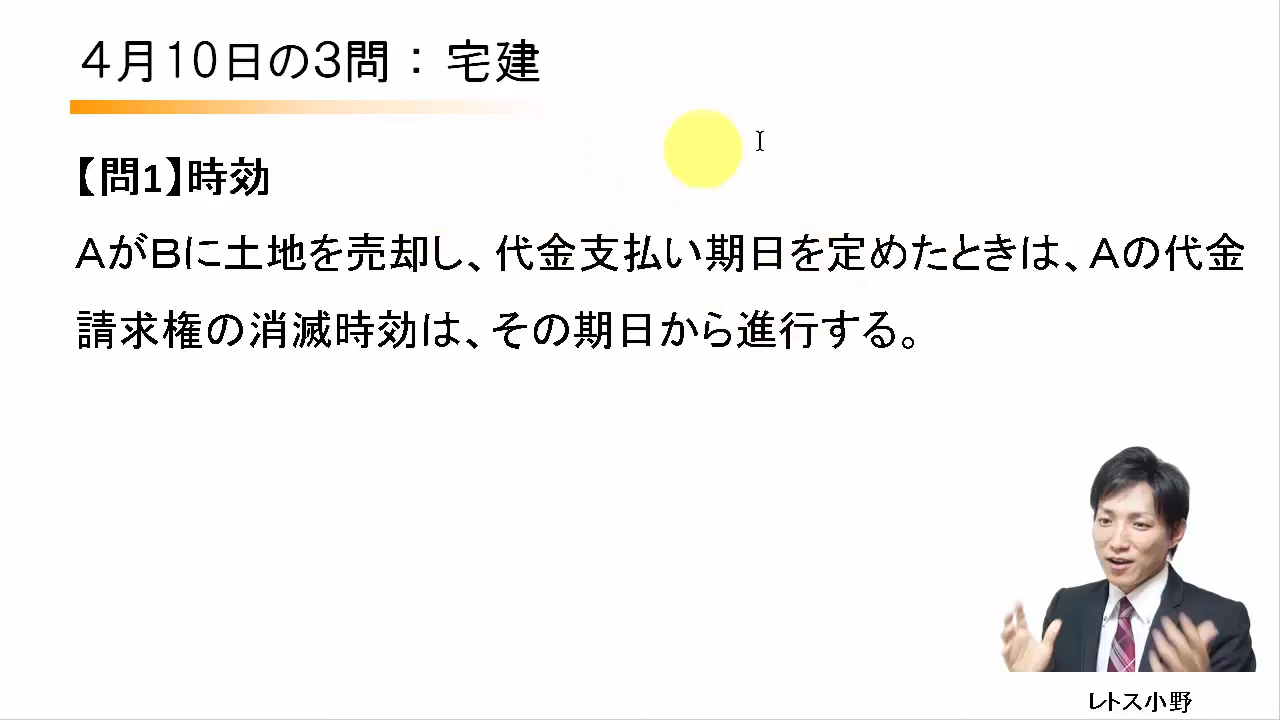 ４月10日の3問：宅建
【問1】時効
ＡがＢに土地を売却し、代金支払い期日を定めたときは、Ａの代金
請求権の消滅時効は、その期日から進行する。
レトス小野